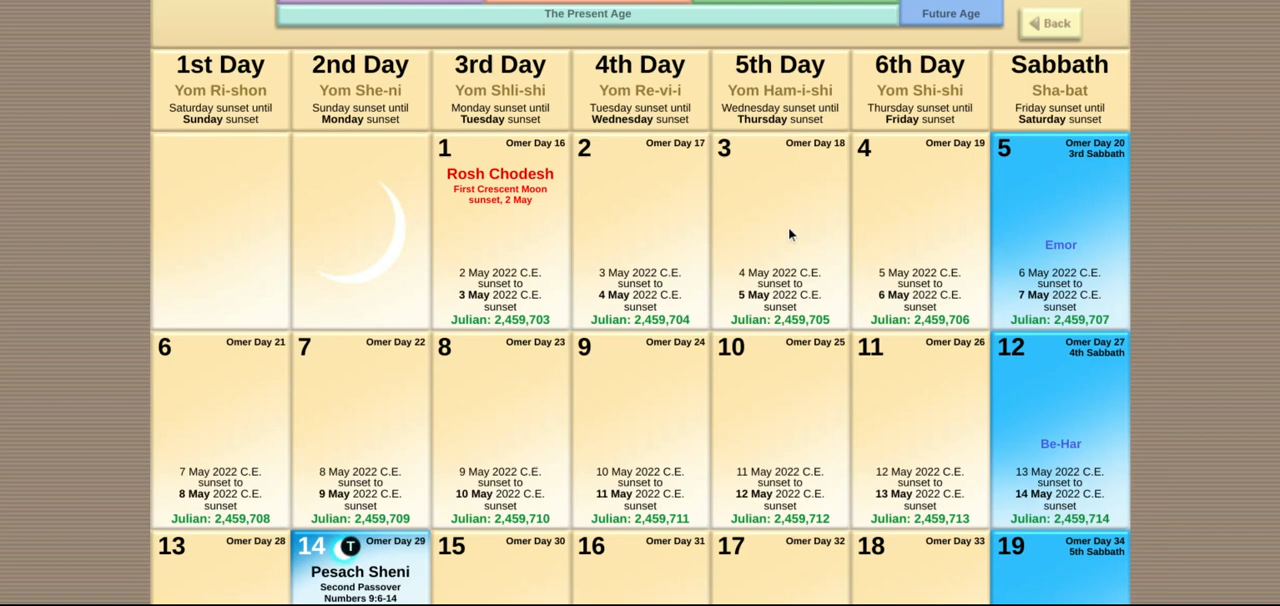 The Present Age
Future Age
Back
1st Day
Yom Ri-shon
Saturday sunset until
Sunday sunset
2nd Day
Yom She-ni
Sunday sunset until
Monday sunset
3rd Day
Yom Shli-shi
Monday sunset until
Tuesday sunset
4th Day
Yom Re-vi-i
Tuesday sunset until
Wednesday sunset
5th Day
Yom Ham-i-shi
Wednesday sunset until
Thursday sunset
6th Day
Yom Shi-shi
Thursday sunset until
Friday sunset
Sabbath
Sha-bat
Friday sunset until
Saturday sunset
1
Omer Day 16
Rosh Chodesh
First Crescent Moon
sunset, 2 May
2 May 2022 C.E.
sunset to
3 May 2022 C.E.
sunset
Julian: 2,459,703
2
Omer Day 17
3 May 2022 C.E.
sunset to
4 May 2022 C.E.
sunset
Julian: 2,459,704
3
Omer Day 18
4 May 2022 C.E.
sunset to
5 May 2022 C.E.
sunset
Julian: 2,459,705
4
Omer Day 19
5 May 2022 C.E.
sunset to
6 May 2022 C.E.
sunset
Julian: 2,459,706
5
Omer Day 20
3rd Sabbath
Emor
6 May 2022 C.E.
sunset to
7 May 2022 C.E.
sunset
Julian: 2,459,707
6
Omer Day 21
7 May 2022 C.E.
sunset to
8 May 2022 C.E.
sunset
Julian: 2,459,708
7
Omer Day 22
8 May 2022 C.E.
sunset to
9 May 2022 C.E.
sunset
Julian: 2,459,709
8
Omer Day 23
9 May 2022 C.E.
sunset to
10 May 2022 C.E.
sunset
Julian: 2,459,710
9
Omer Day 24
10 May 2022 C.E.
sunset to
11 May 2022 C.E.
sunset
Julian: 2,459,711
10
Omer Day 25
11 May 2022 C.E.
sunset to
12 May 2022 C.E.
sunset
Julian: 2,459,712
11
Omer Day 26
12 May 2022 C.E.
sunset to
13 May 2022 C.E.
sunset
Julian: 2,459,713
12
Omer Day 27
4th Sabbath
Be-Har
13 May 2022 C.E.
sunset to
14 May 2022 C.E.
sunset
Julian: 2,459,714
13
Omer Day 28
14
T
Omer Day 29
Pesach Sheni
Second Passover
Numbers 9:6-14
15
Omer Day 30
16
Omer Day 31
17
Omer Day 32
18
Omer Day 33
19
Omer Day 34
5th Sabbath